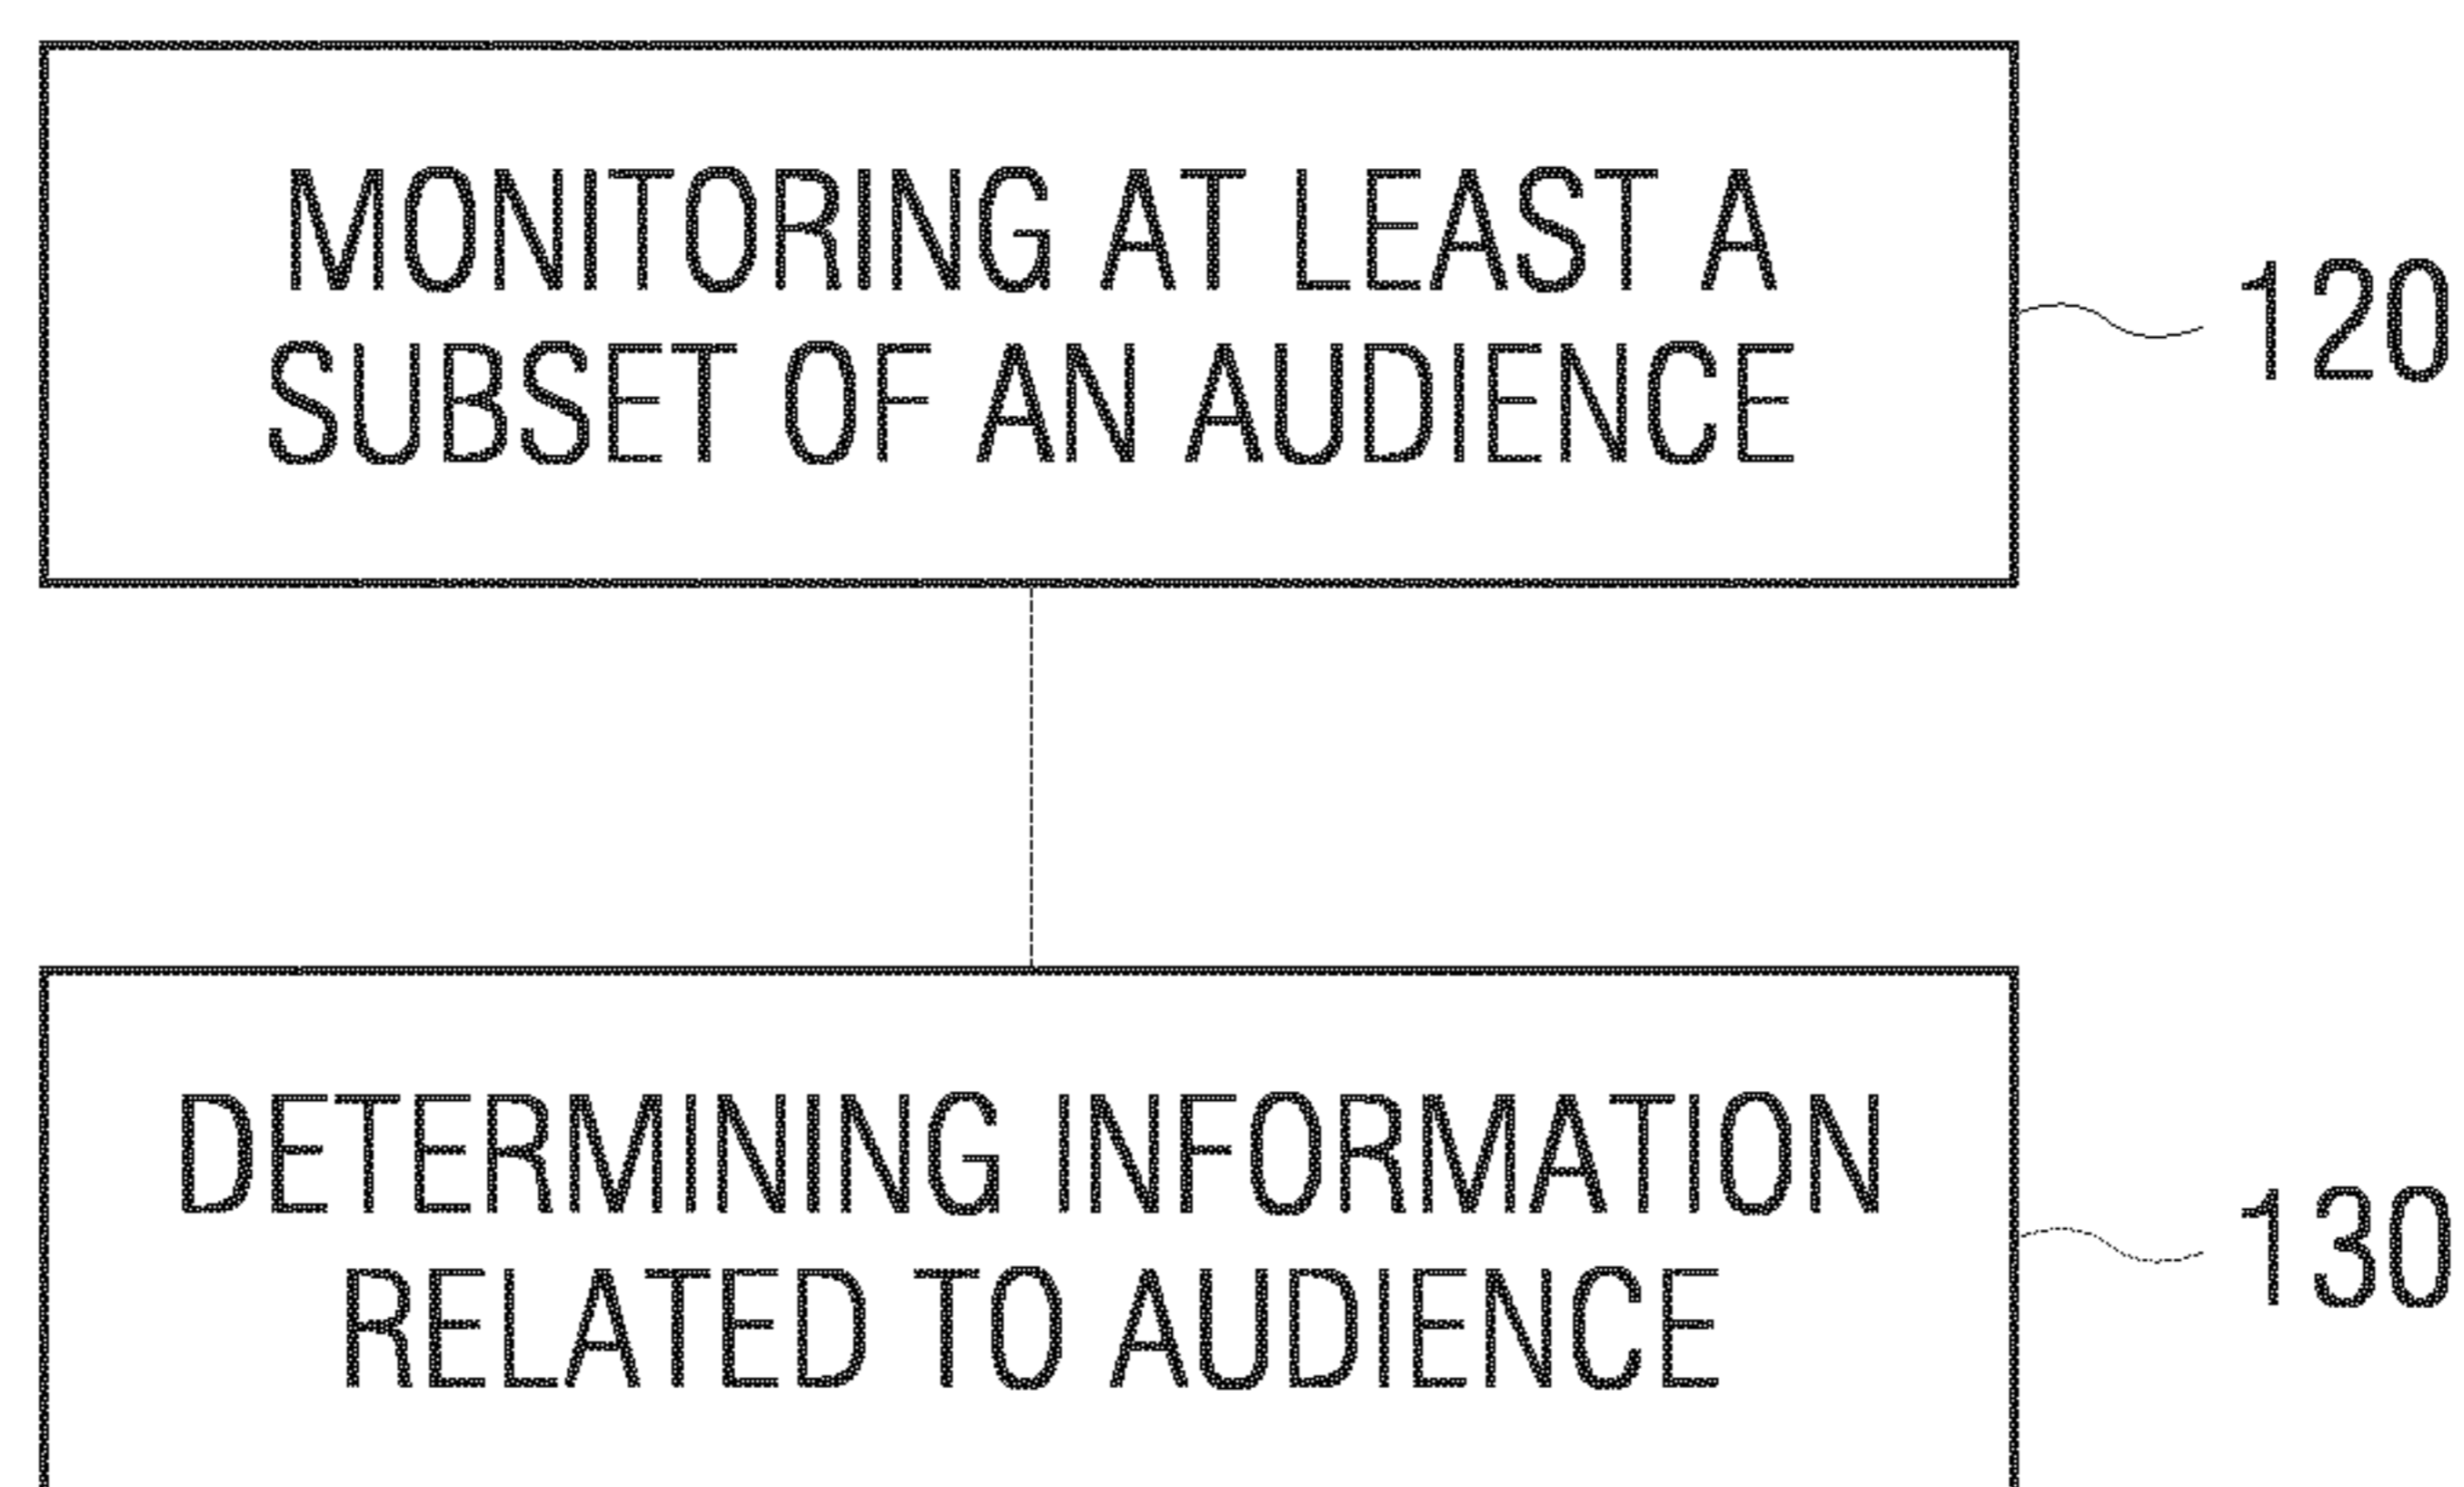 MONITORING AT LEAST A
SUBSET OF AN AUDIENCE
120
DETERMINING INFORMATION
RELATED TO AUDIENCE
130